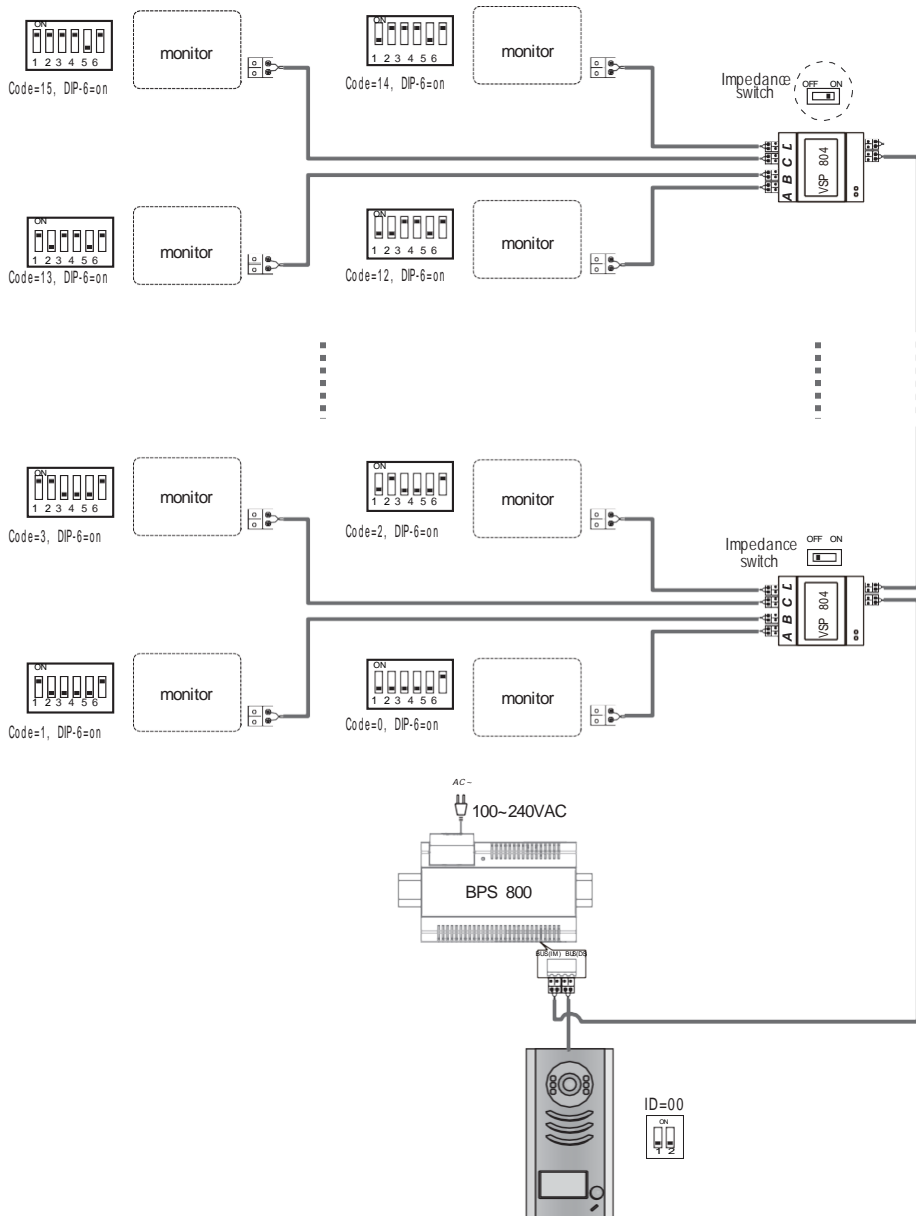 ON
1 2 3 4 5 6
Code=15, DIP-6=on
monitor
ON
1 2 3 4 5 6
Code=14, DIP-6=on
monitor
Impedance
switch
OFF ON
A B C D
VSP 804
ON
1 2 3 4 5 6
Code=13, DIP-6=on
monitor
ON
1 2 3 4 5 6
Code=12, DIP-6=on
monitor
ON
1 2 3 4 5 6
Code=3, DIP-6=on
monitor
ON
1 2 3 4 5 6
Code=2, DIP-6=on
monitor
Impedance
switch
OFF ON
A B C D
VSP 804
ON
1 2 3 4 5 6
Code=1, DIP-6=on
monitor
ON
1 2 3 4 5 6
Code=0, DIP-6=on
monitor
AC~
100~240VAC
BPS 800
BUS(IM) BUS(DS
ID=00
ON
1 2